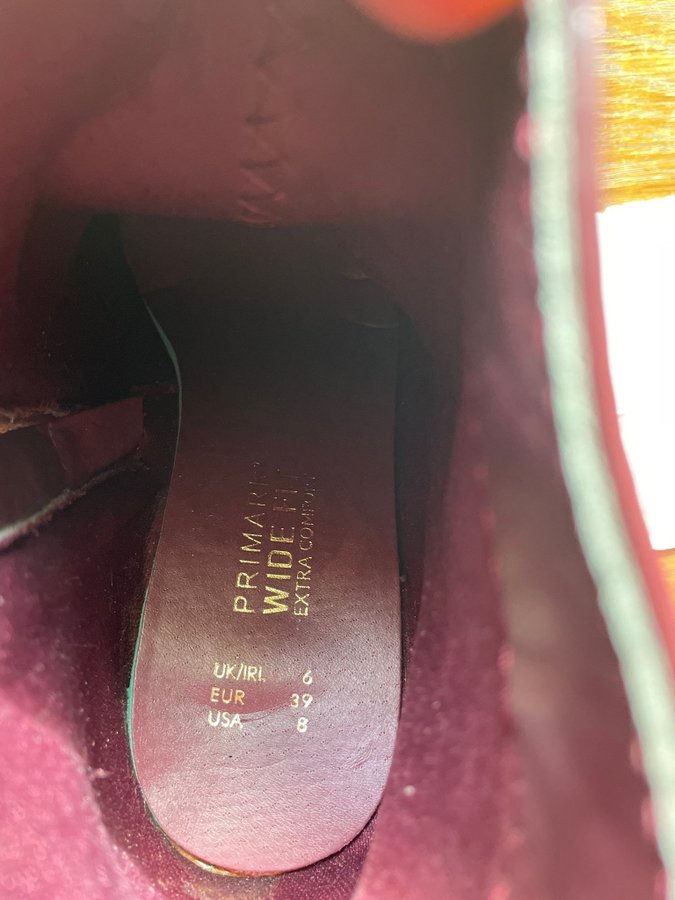 PRIMARK®
WIDE FIT
EXTRA COMFORT
UK/IRL 6
EUR 39
USA 8